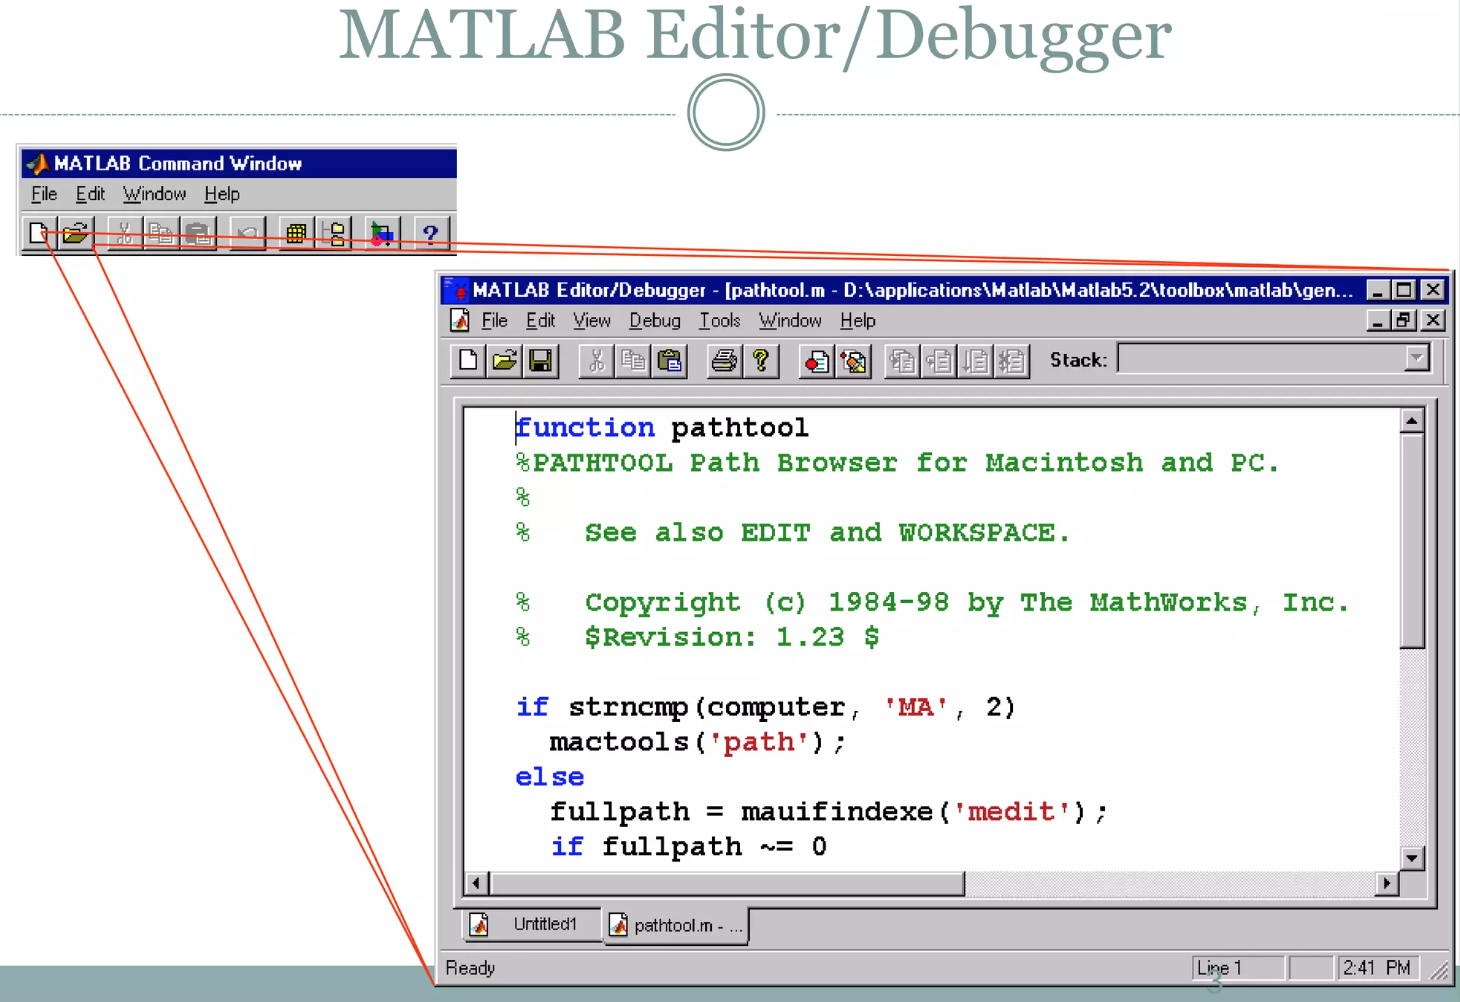 MATLAB Editor/Debugger
MATLAB Command Window
File Edit Window Help
?
MATLAB Editor/Debugger - [pathtool.m - D:\applications\Matlab\Matlab5.2\toolbox\matlab\gen...
File Edit View Debug Tools Window Help
? Stack:
function pathtool
%PATHTOOL Path Browser for Macintosh and PC.
%
% See also EDIT and WORKSPACE.
% Copyright (c) 1984-98 by The MathWorks, Inc.
% $Revision: 1.23 $
if strncmp(computer, 'MA', 2)
mactools('path');
else
fullpath = mauifindexe('medit');
if fullpath ~= 0
Untitled1 pathtool.m - ...
Ready Line 1 2:41 PM
3